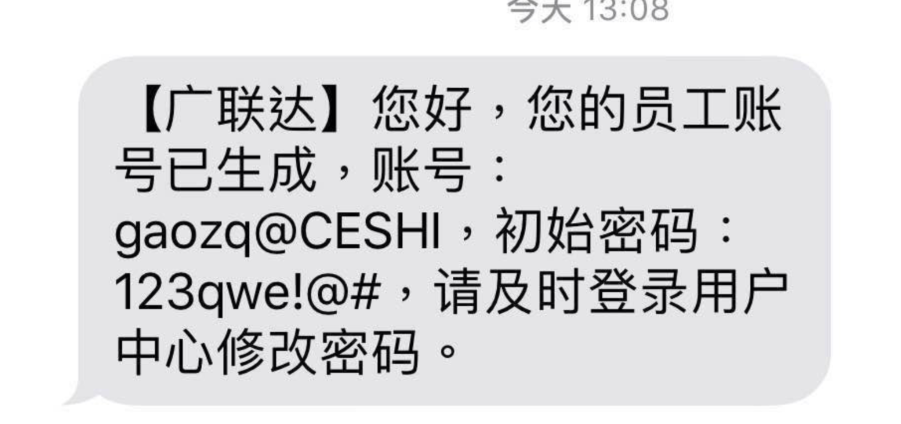 今天 13:08
【广联达】您好，您的员工账
号已生成，账号：
gaozq@CESHI，初始密码：
123qwe!@#，请及时登录用户
中心修改密码。